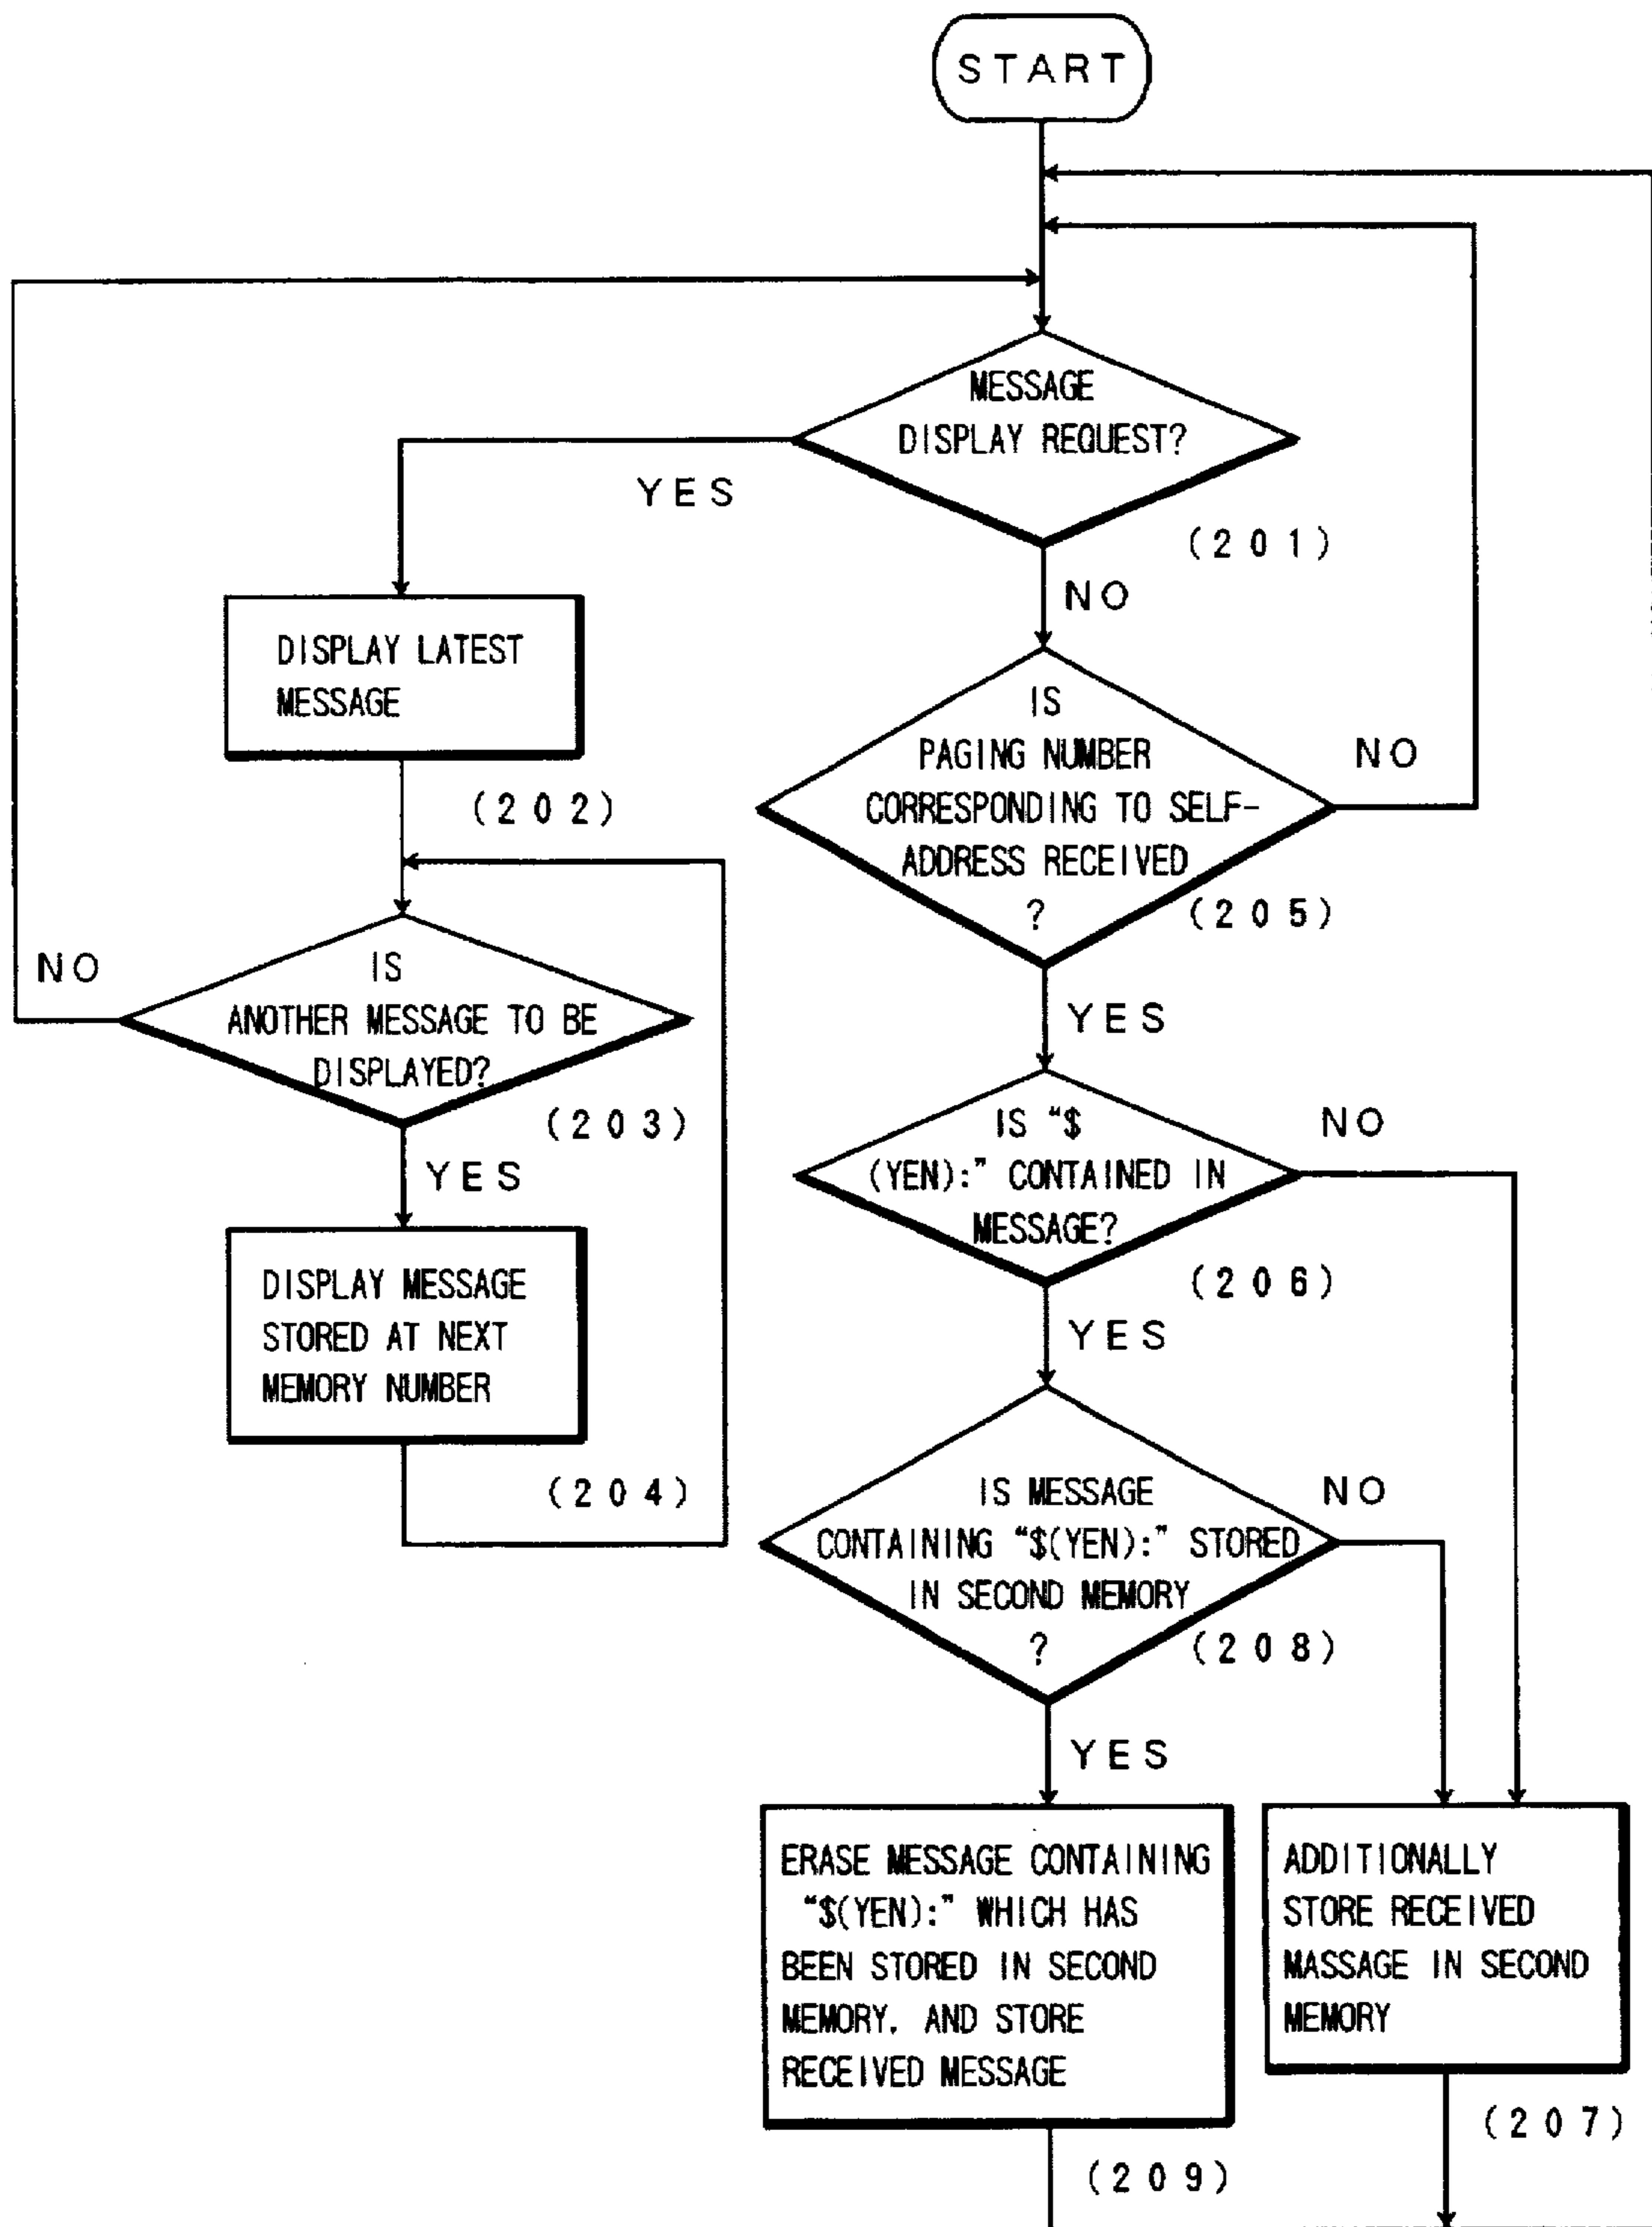 START
MESSAGE
DISPLAY REQUEST?
YES
(201)
NO
DISPLAY LATEST
MESSAGE
(202)
IS
PAGING NUMBER
CORRESPONDING TO SELF-
ADDRESS RECEIVED
?
NO
(205)
YES
NO
IS
ANOTHER MESSAGE TO BE
DISPLAYED?
(203)
YES
DISPLAY MESSAGE
STORED AT NEXT
MEMORY NUMBER
(204)
IS "$
(YEN):" CONTAINED IN
MESSAGE?
NO
(206)
YES
IS MESSAGE
CONTAINING "$(YEN):" STORED
IN SECOND MEMORY
?
NO
(208)
YES
ERASE MESSAGE CONTAINING
"$(YEN):" WHICH HAS
BEEN STORED IN SECOND
MEMORY, AND STORE
RECEIVED MESSAGE
(209)
ADDITIONALLY
STORE RECEIVED
MASSAGE IN SECOND
MEMORY
(207)